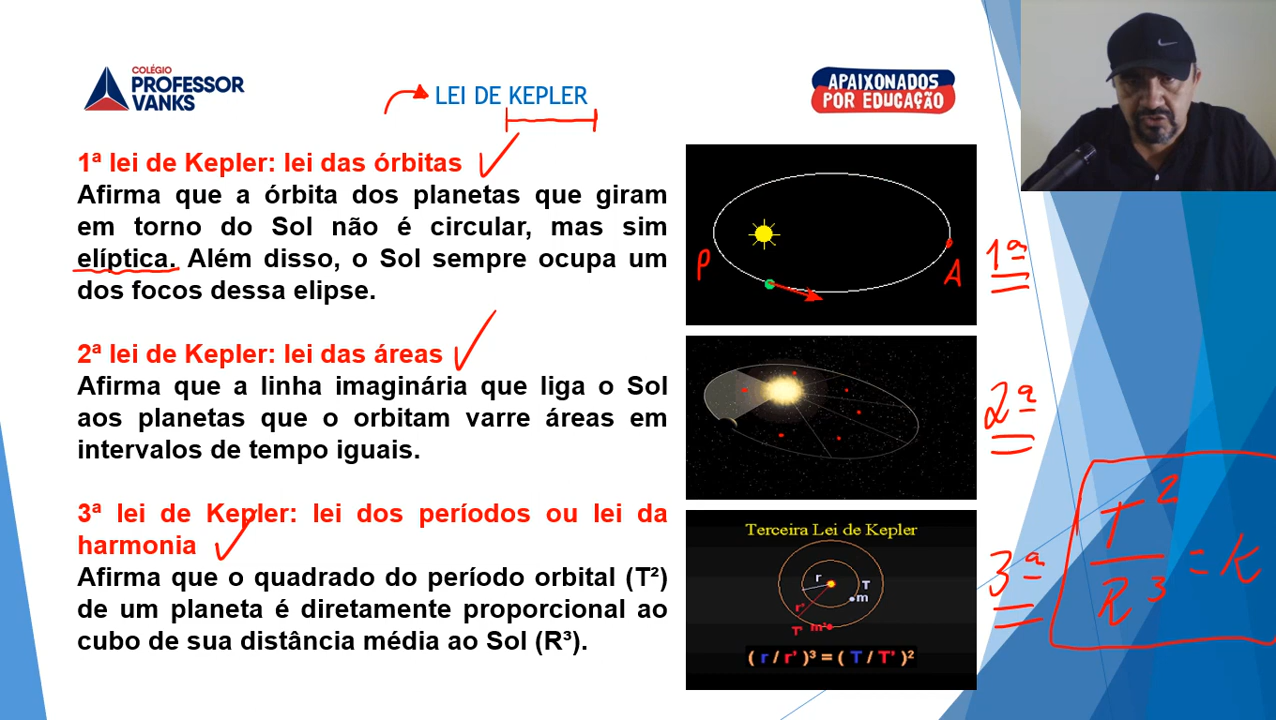 COLÉGIO
PROFESSOR
VANKS
LEI DE KEPLER
APAIXONADOS
POR EDUCAÇÃO
1ª lei de Kepler: lei das órbitas
Afirma que a órbita dos planetas que giram
em torno do Sol não é circular, mas sim
elíptica. Além disso, o Sol sempre ocupa um
dos focos dessa elipse.
2ª lei de Kepler: lei das áreas
Afirma que a linha imaginária que liga o Sol
aos planetas que o orbitam varre áreas em
intervalos de tempo iguais.
3ª lei de Kepler: lei dos períodos ou lei da
harmonia
Afirma que o quadrado do período orbital (T²)
de um planeta é diretamente proporcional ao
cubo de sua distância média ao Sol (R³).
P
A
1ª
2ª
Terceira Lei de Kepler
r
T
m
r'
T' m²
( r / r' )³ = ( T / T' )²
3ª
T²
/R³ = K